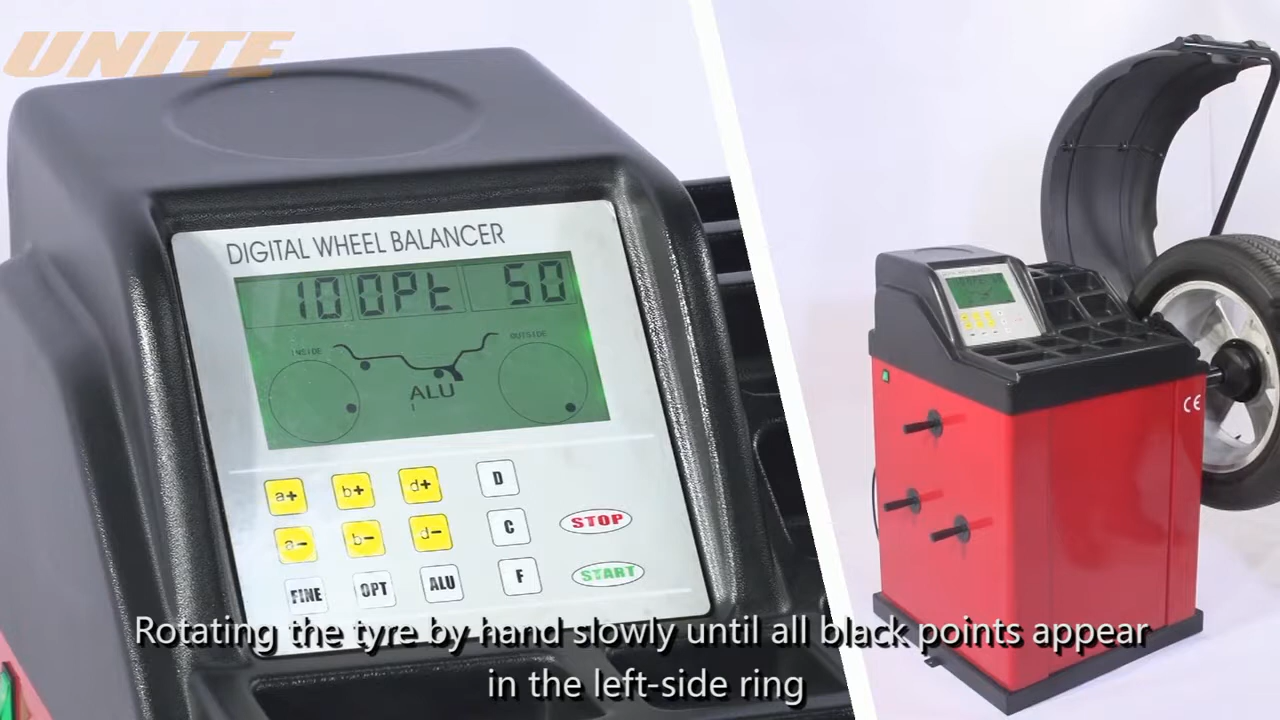 UNITE
DIGITAL WHEEL BALANCER
100Pt 50
INSIDE
OUTSIDE
ALU
a+ b+ d+ D
a- b- d- C
STOP
FINE OPT ALU F
START
CE
Rotating the tyre by hand slowly until all black points appear
in the left-side ring